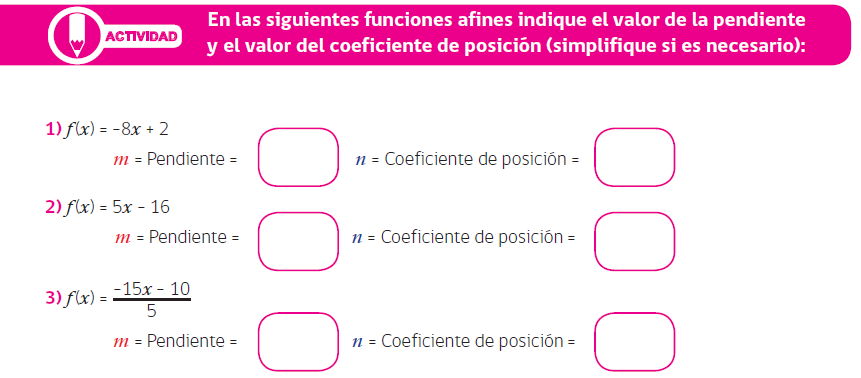 ACTIVIDAD
En las siguientes funciones afines indique el valor de la pendiente
y el valor del coeficiente de posición (simplifique si es necesario):
1) f(x) = -8x + 2
m = Pendiente = n = Coeficiente de posición =
2) f(x) = 5x - 16
m = Pendiente = n = Coeficiente de posición =
3) f(x) = -15x - 10
5
m = Pendiente = n = Coeficiente de posición =